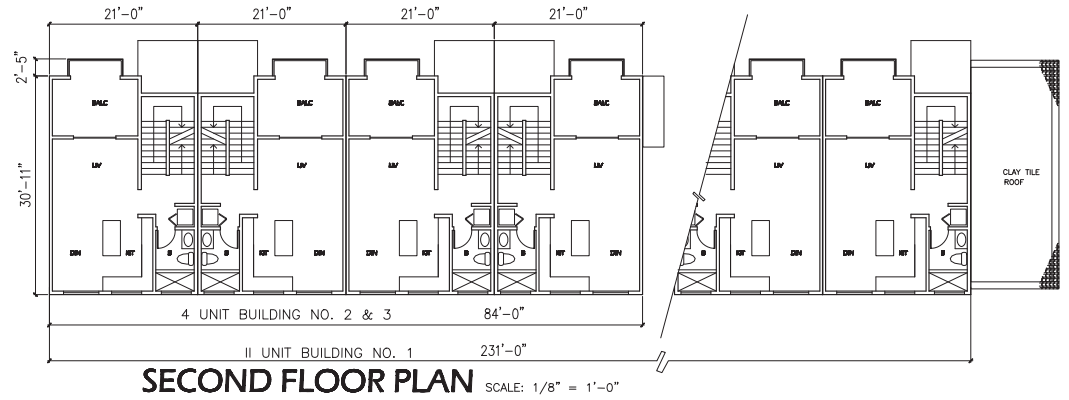 21'-0" 21'-0" 21'-0" 21'-0"
2'-5"
BALC BALC BALC BALC BALC BALC
30'-11"
LIV LIV LIV LIV LIV LIV
CLAY TILE
ROOF
DIN KIT B B KIT DIN DIN KIT B B KIT DIN B KIT DIN DIN KIT B
4 UNIT BUILDING NO. 2 & 3 84'-0"
II UNIT BUILDING NO. 1 231'-0"
SECOND FLOOR PLAN SCALE: 1/8" = 1'-0"